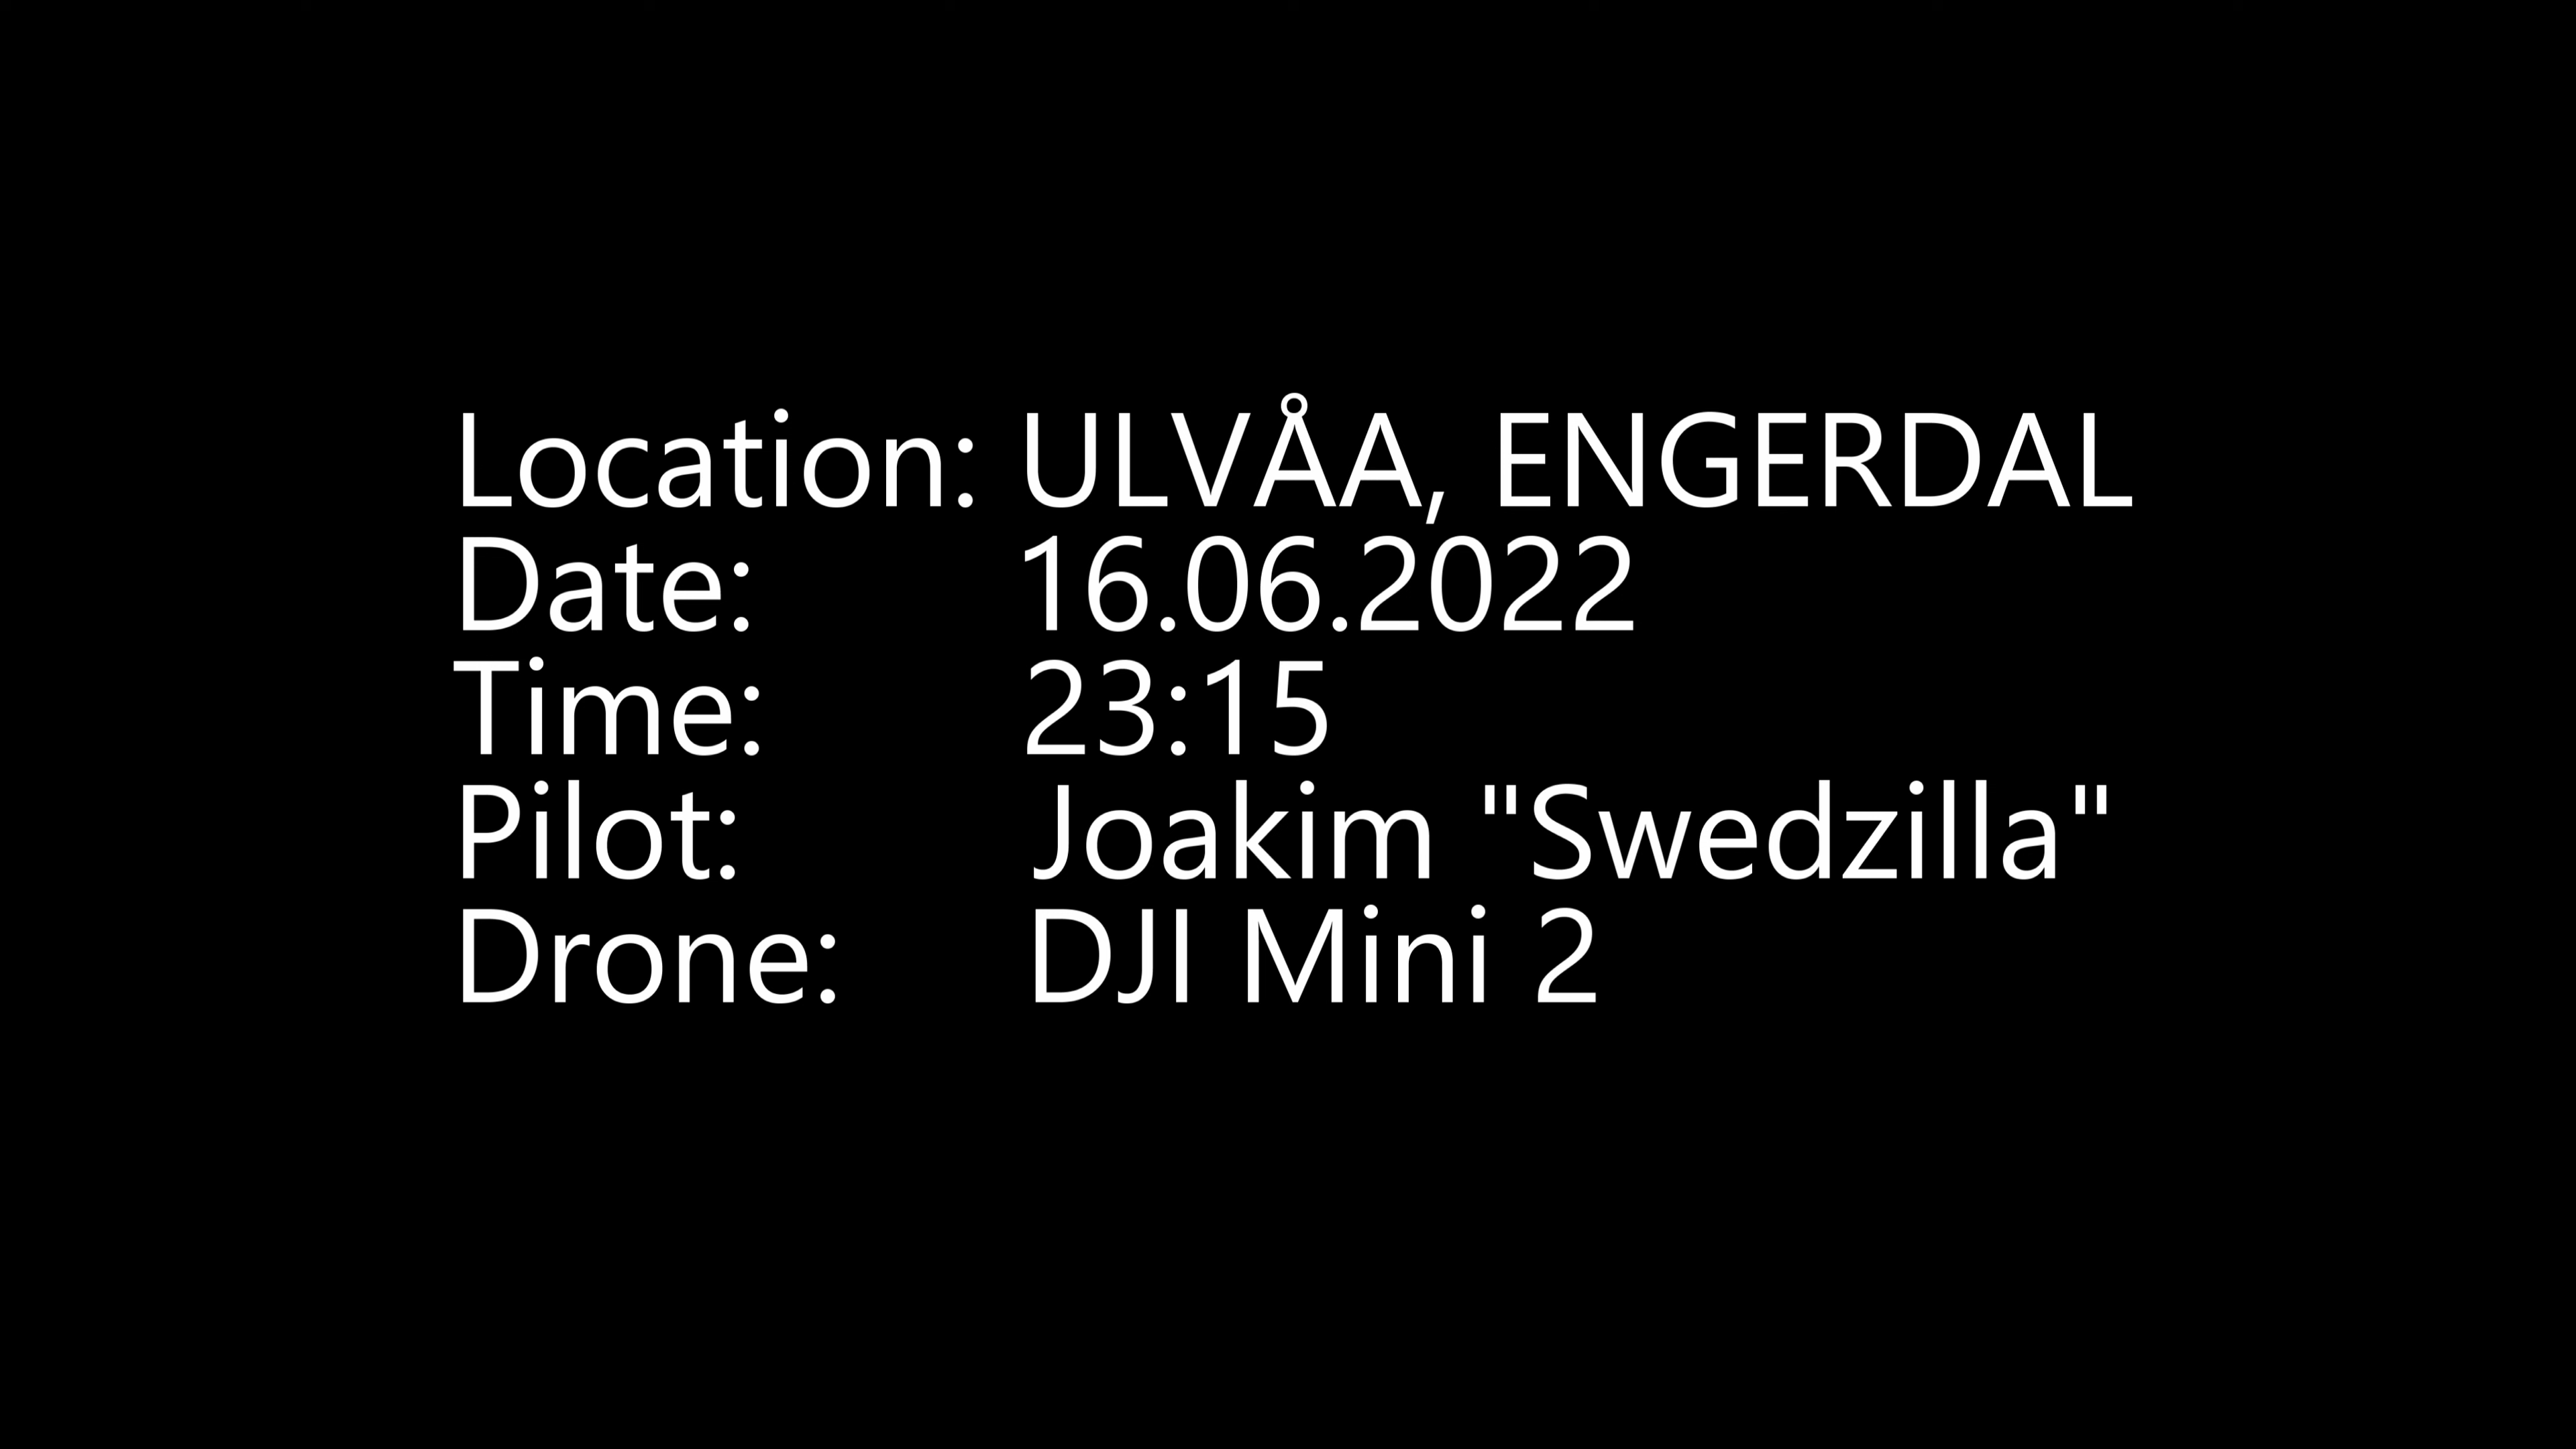 Location: ULVÅA, ENGERDAL
Date: 16.06.2022
Time: 23:15
Pilot: Joakim "Swedzilla"
Drone: DJI Mini 2